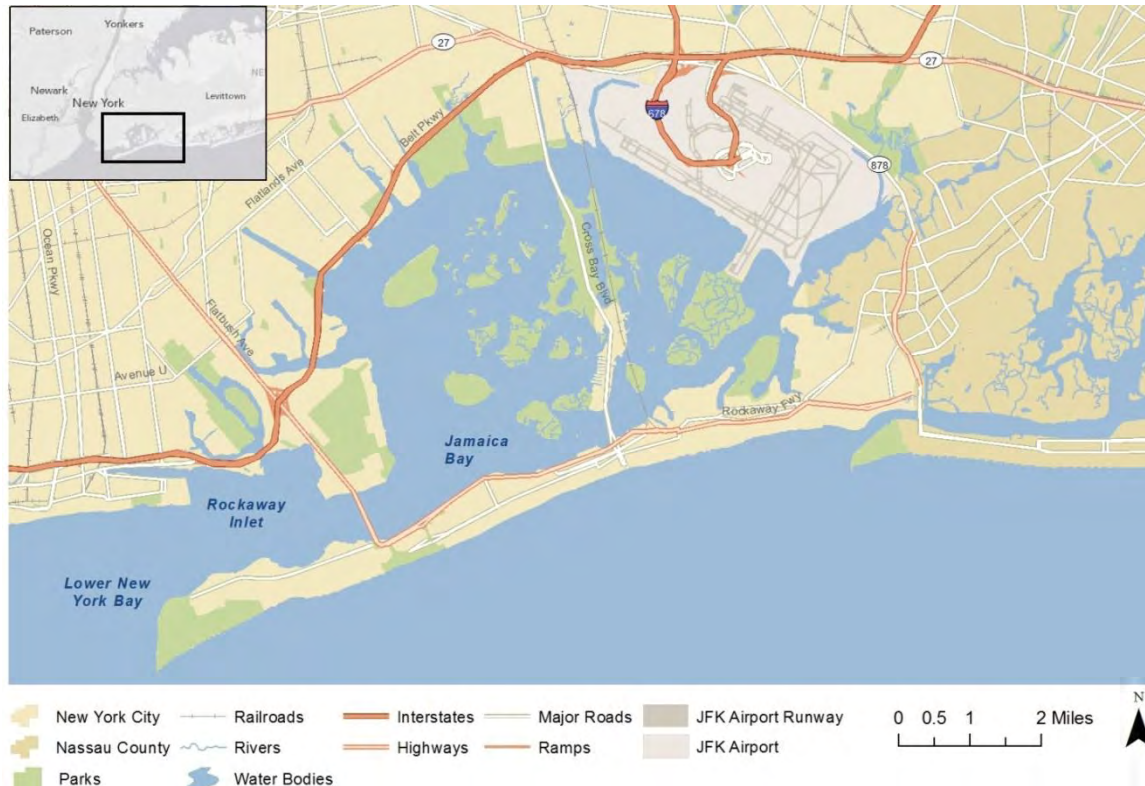 Paterson
Yonkers
Newark
New York
Elizabeth
Levittown
NE
27
27
678
878
Belt Pkwy
Flatlands Ave
Ocean Pkwy
Flatbush Ave
Avenue U
Cross Bay Blvd
Rockaway Fwy
Jamaica
Bay
Rockaway
Inlet
Lower New
York Bay
New York City
Railroads
Interstates
Major Roads
JFK Airport Runway
Nassau County
Rivers
Highways
Ramps
JFK Airport
Parks
Water Bodies
0 0.5 1 2 Miles
N